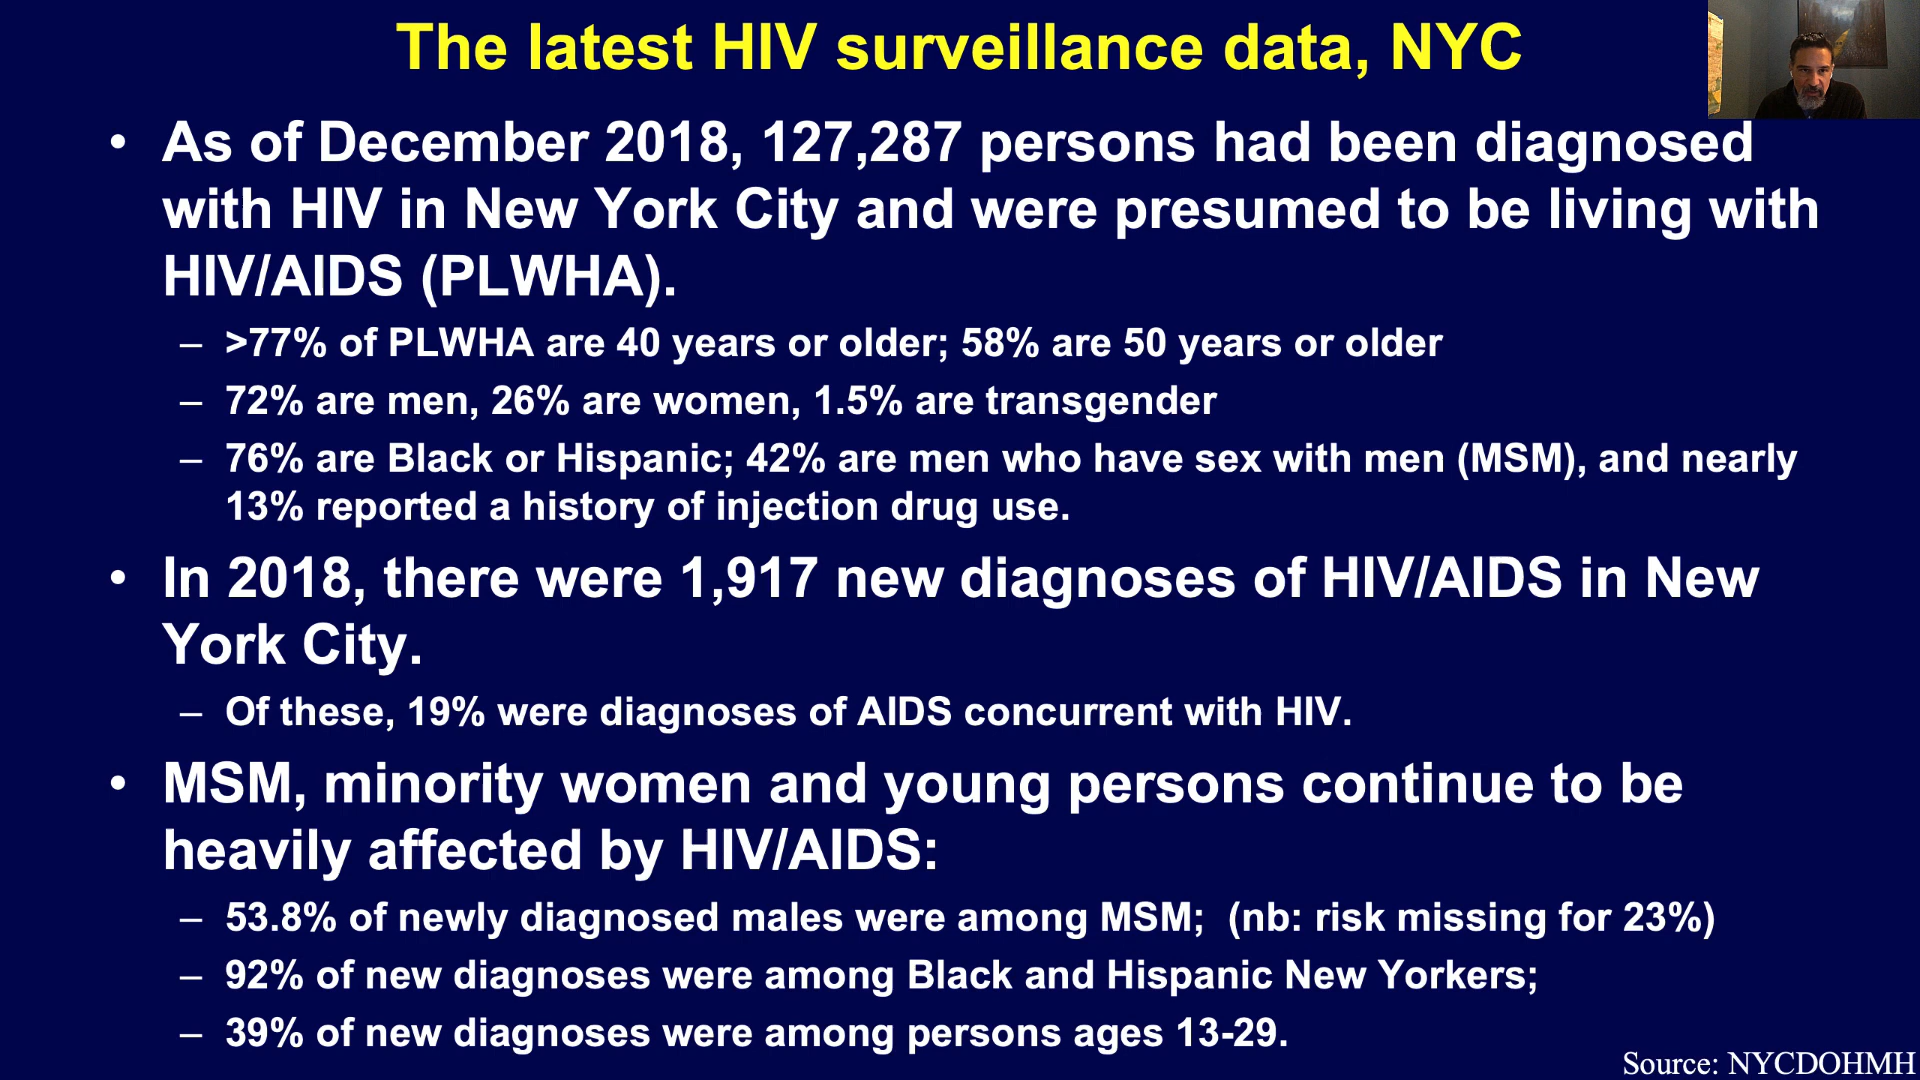 The latest HIV surveillance data, NYC
• As of December 2018, 127,287 persons had been diagnosed
with HIV in New York City and were presumed to be living with
HIV/AIDS (PLWHA).
– >77% of PLWHA are 40 years or older; 58% are 50 years or older
– 72% are men, 26% are women, 1.5% are transgender
– 76% are Black or Hispanic; 42% are men who have sex with men (MSM), and nearly
13% reported a history of injection drug use.
• In 2018, there were 1,917 new diagnoses of HIV/AIDS in New
York City.
– Of these, 19% were diagnoses of AIDS concurrent with HIV.
• MSM, minority women and young persons continue to be
heavily affected by HIV/AIDS:
– 53.8% of newly diagnosed males were among MSM; (nb: risk missing for 23%)
– 92% of new diagnoses were among Black and Hispanic New Yorkers;
– 39% of new diagnoses were among persons ages 13-29.
Source: NYCDOHMH